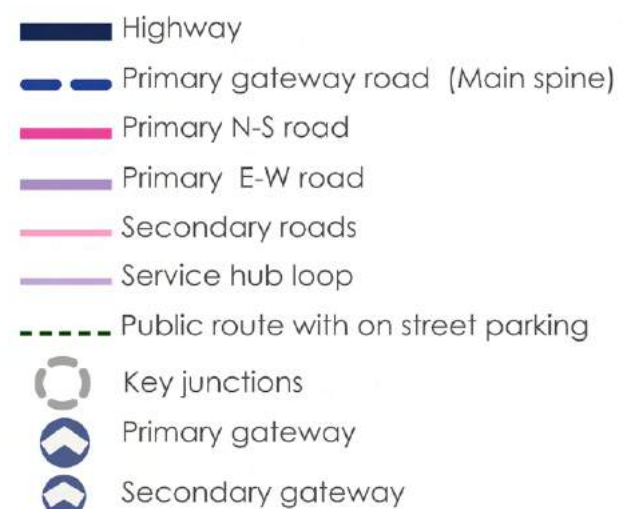 Highway
Primary gateway road (Main spine)
Primary N-S road
Primary E-W road
Secondary roads
Service hub loop
Public route with on street parking
Key junctions
Primary gateway
Secondary gateway